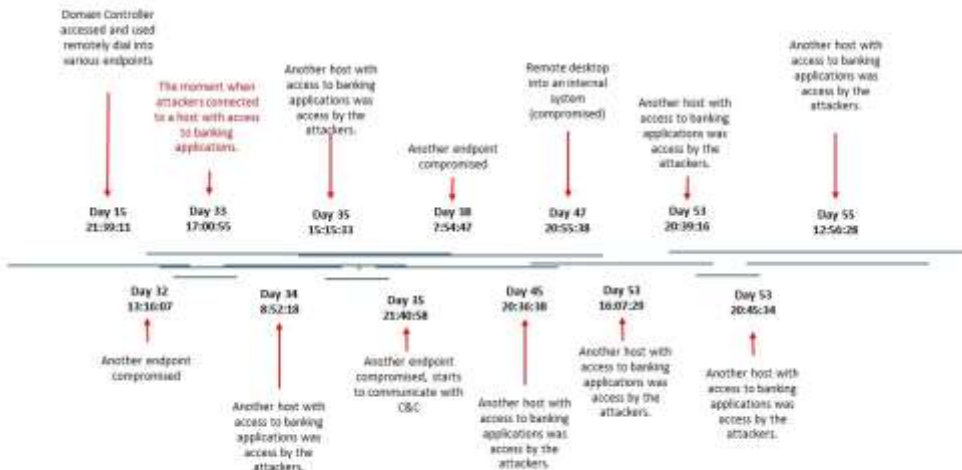 Domain Controller
accessed and used
remotely dial into
various endpoints
Day 15
21:39:11
The moment when
attackers connected
to a host with access
to banking
applications.
Day 33
17:00:55
Another host with
access to banking
applications was
access by the
attackers.
Day 35
15:15:33
Another endpoint
compromised
Day 38
7:54:47
Remote desktop
into an internal
system
(compromised)
Day 47
20:55:38
Another host with
access to banking
applications was
access by the
attackers.
Day 53
20:39:16
Another host with
access to banking
applications was
access by the
attackers.
Day 55
12:56:28
Day 32
13:16:07
Another endpoint
compromised
Day 34
8:52:18
Another host with
access to banking
applications was
access by the
attackers.
Day 35
21:40:58
Another endpoint
compromised, starts
to communicate with
C&C
Day 45
20:36:38
Another host with
access to banking
applications was
access by the
attackers.
Day 53
16:07:29
Another host with
access to banking
applications was
access by the
attackers.
Day 53
20:45:34
Another host with
access to banking
applications was
access by the
attackers.